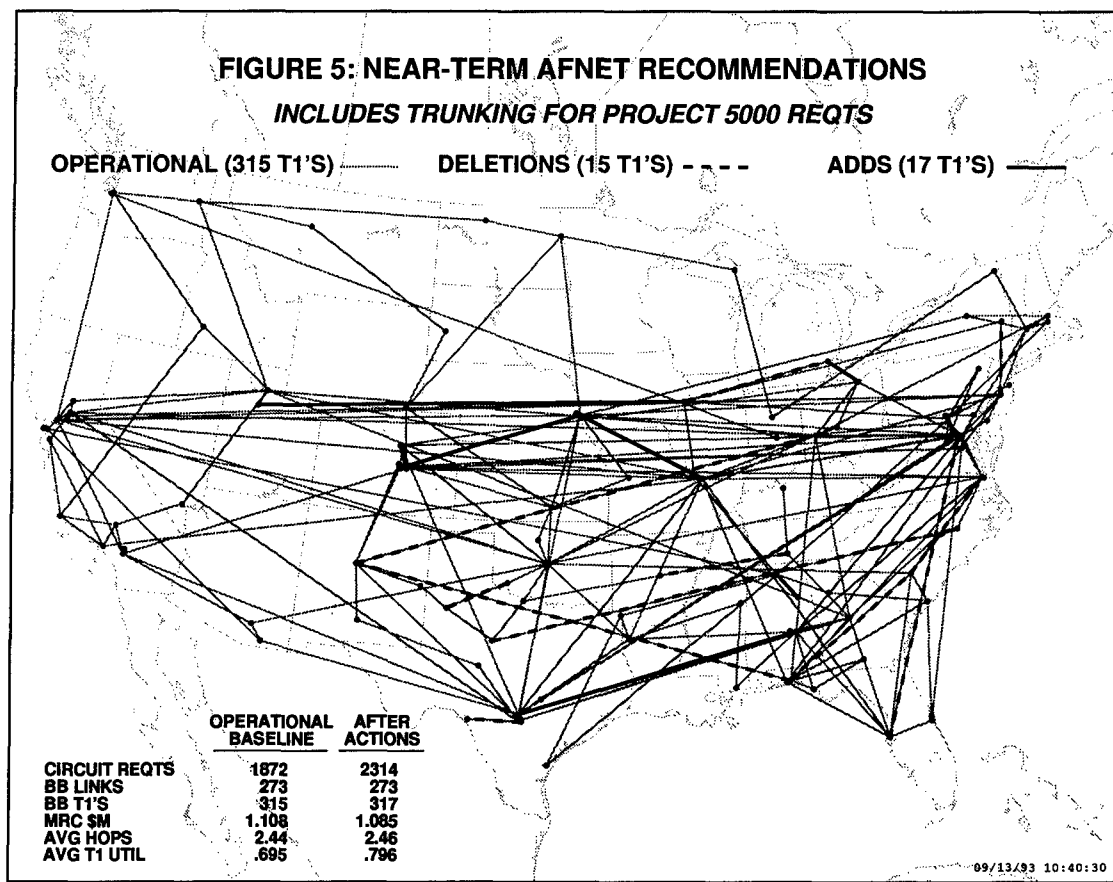 FIGURE 5: NEAR-TERM AFNET RECOMMENDATIONS
INCLUDES TRUNKING FOR PROJECT 5000 REQTS
OPERATIONAL (315 T1'S) DELETIONS (15 T1'S) ADDS (17 T1'S)
OPERATIONAL AFTER
BASELINE ACTIONS
CIRCUIT REQTS 1872 2314
BB LINKS 273 273
BB T1'S 315 317
MRC $M 1.108 1.085
AVG HOPS 2.44 2.46
AVG T1 UTIL .695 .796
09/13/93 10:40:30